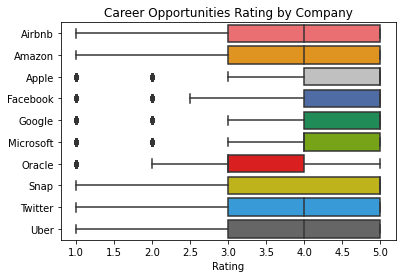 Career Opportunities Rating by Company
Airbnb
Amazon
Apple
Facebook
Google
Microsoft
Oracle
Snap
Twitter
Uber
1.0 1.5 2.0 2.5 3.0 3.5 4.0 4.5 5.0
Rating